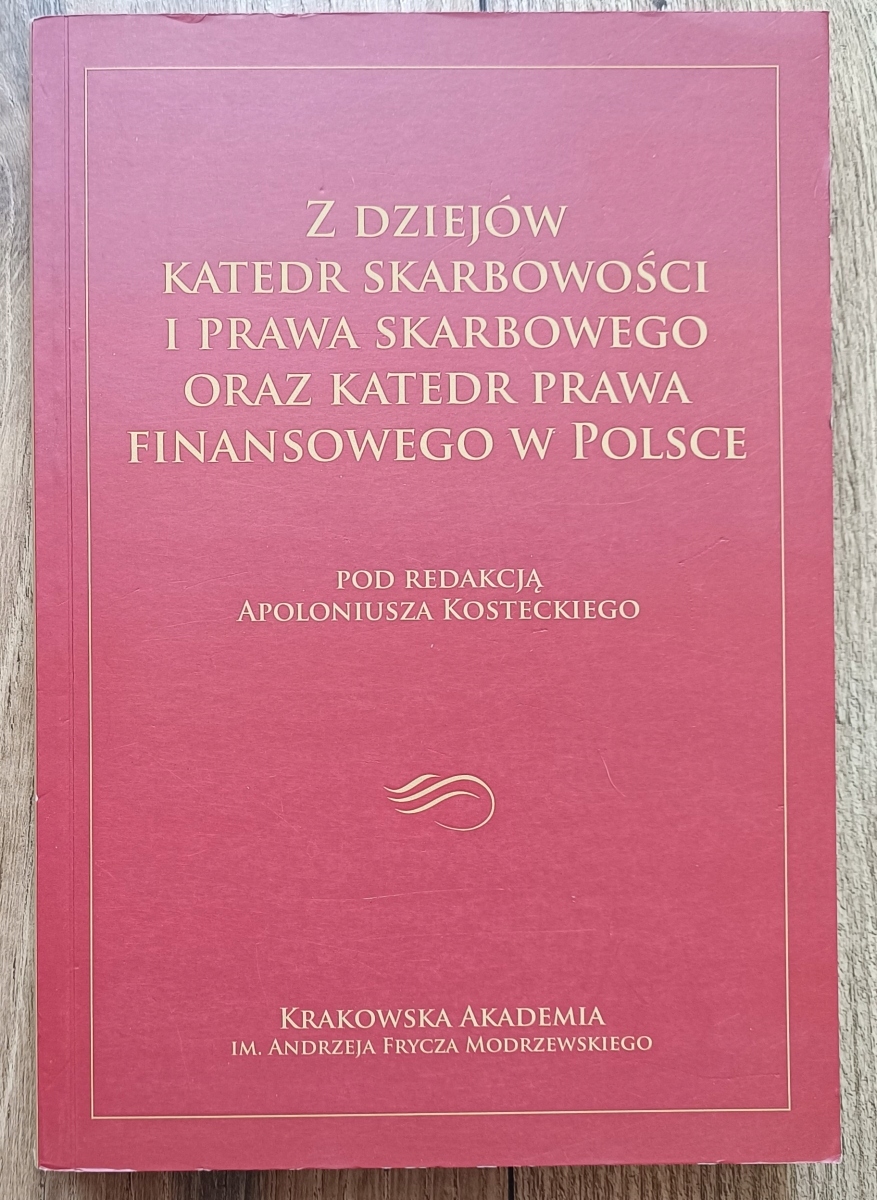 Z DZIEJÓW
KATEDR SKARBOWOŚCI
I PRAWA SKARBOWEGO
ORAZ KATEDR PRAWA
FINANSOWEGO W POLSCE
POD REDAKCJĄ
APOLONIUSZA KOSTECKIEGO
KRAKOWSKA AKADEMIA
IM. ANDRZEJA FRYCZA MODRZEWSKIEGO